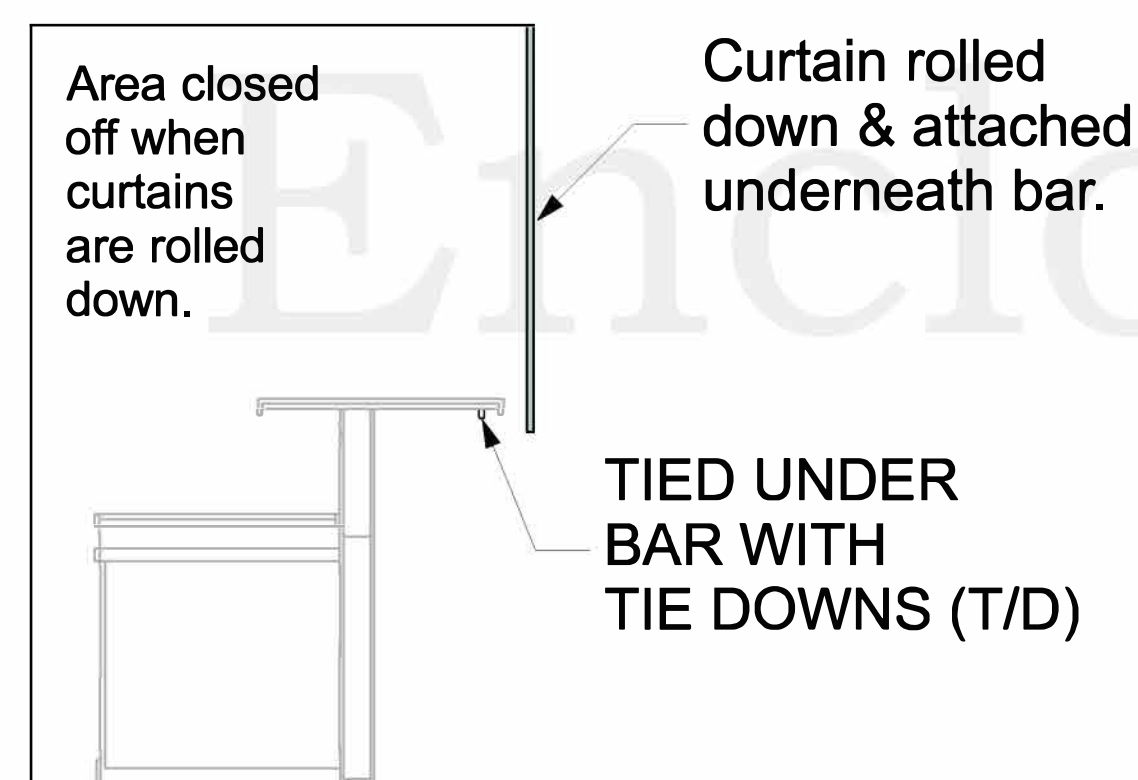 Area closed
off when
curtains
are rolled
down.
Curtain rolled
down & attached
underneath bar.
TIED UNDER
BAR WITH
TIE DOWNS (T/D)